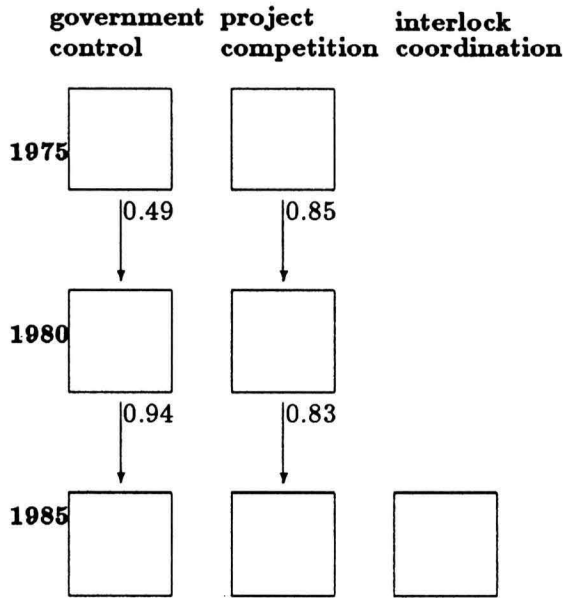 government project interlock
control competition coordination
1975
0.49 0.85
1980
0.94 0.83
1985